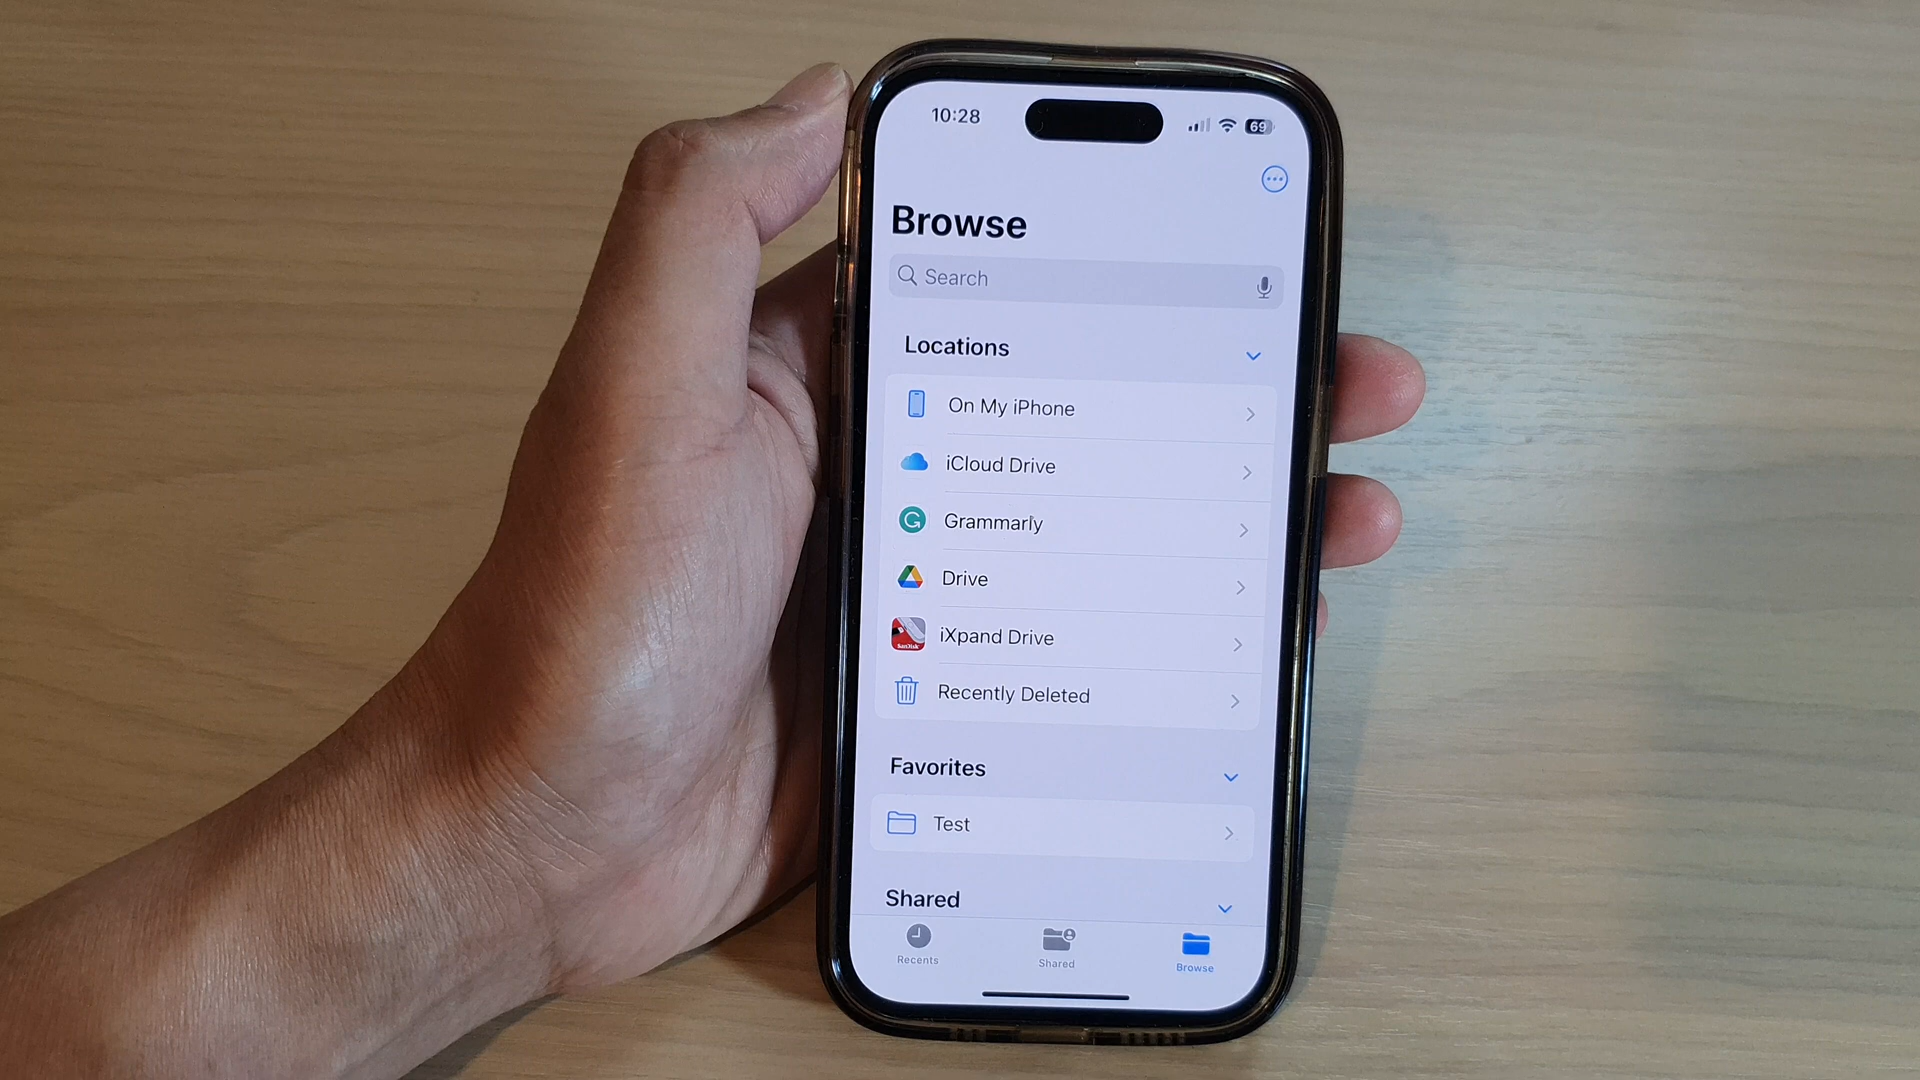 10:28
69
Browse
Search
Locations
On My iPhone
iCloud Drive
Grammarly
Drive
iXpand Drive
SanDisk
Recently Deleted
Favorites
Test
Shared
Recents
Shared
Browse